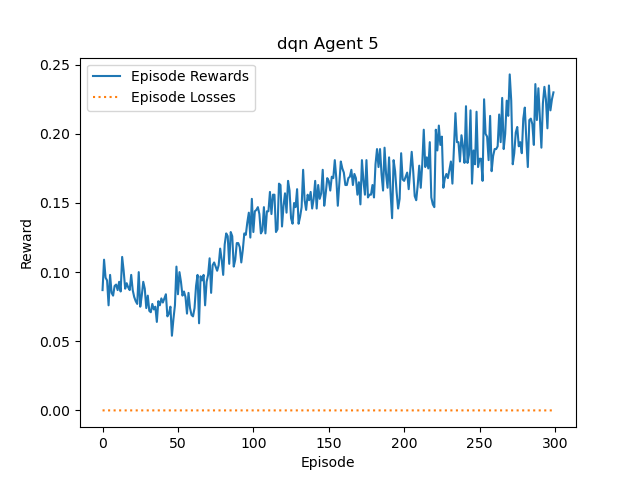 dqn Agent 5
Episode Rewards
Episode Losses
0.25
0.20
0.15
0.10
0.05
0.00
Reward
0 50 100 150 200 250 300
Episode